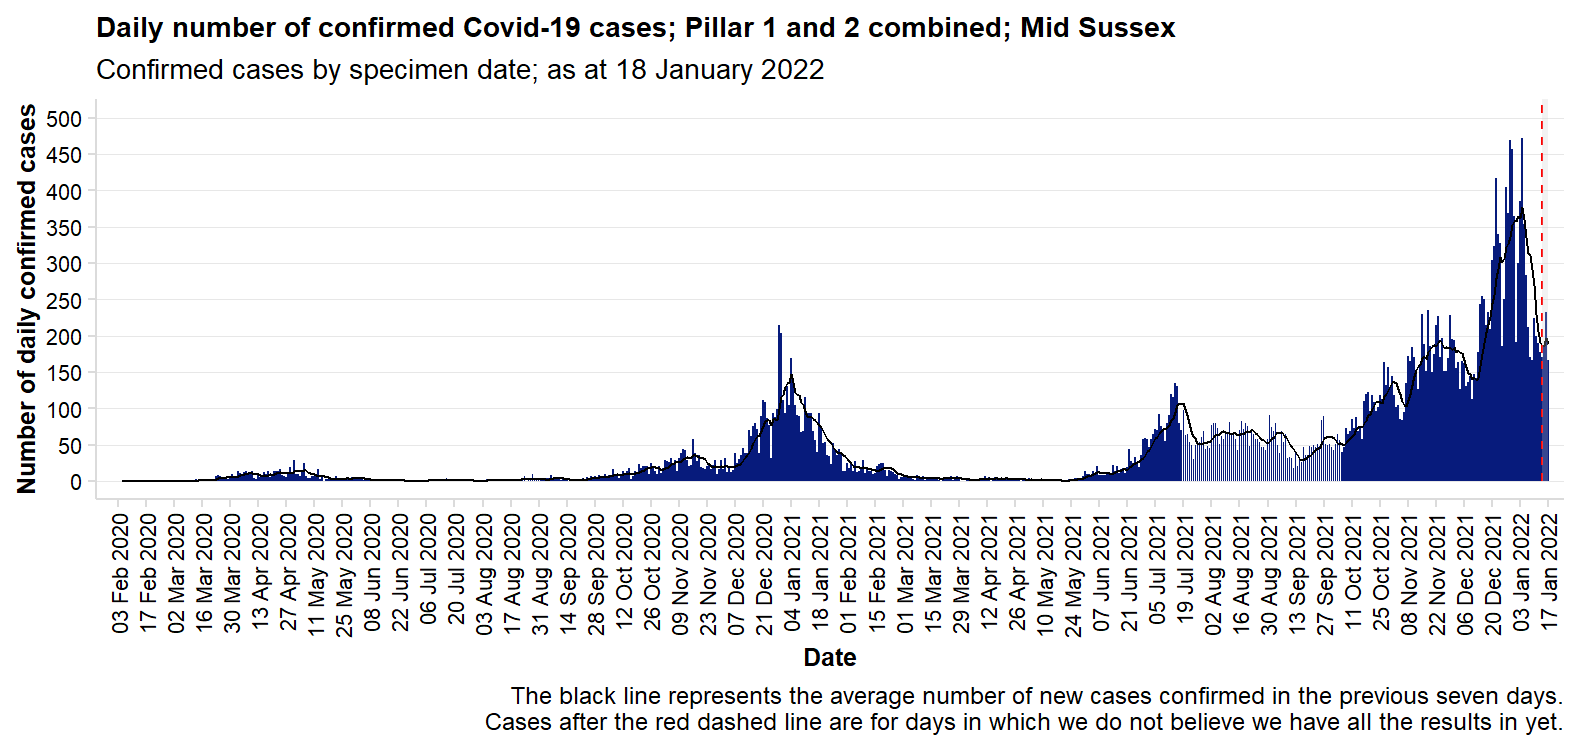 Daily number of confirmed Covid-19 cases; Pillar 1 and 2 combined; Mid Sussex
Confirmed cases by specimen date; as at 18 January 2022
Number of daily confirmed cases
500
450
400
350
300
250
200
150
100
50
0
03 Feb 2020
17 Feb 2020
02 Mar 2020
16 Mar 2020
30 Mar 2020
13 Apr 2020
27 Apr 2020
11 May 2020
25 May 2020
08 Jun 2020
22 Jun 2020
06 Jul 2020
20 Jul 2020
03 Aug 2020
17 Aug 2020
31 Aug 2020
14 Sep 2020
28 Sep 2020
12 Oct 2020
26 Oct 2020
09 Nov 2020
23 Nov 2020
07 Dec 2020
21 Dec 2020
04 Jan 2021
18 Jan 2021
01 Feb 2021
15 Feb 2021
01 Mar 2021
15 Mar 2021
29 Mar 2021
12 Apr 2021
26 Apr 2021
10 May 2021
24 May 2021
07 Jun 2021
21 Jun 2021
05 Jul 2021
19 Jul 2021
02 Aug 2021
16 Aug 2021
30 Aug 2021
13 Sep 2021
27 Sep 2021
11 Oct 2021
25 Oct 2021
08 Nov 2021
22 Nov 2021
06 Dec 2021
20 Dec 2021
03 Jan 2022
17 Jan 2022
Date
The black line represents the average number of new cases confirmed in the previous seven days.
Cases after the red dashed line are for days in which we do not believe we have all the results in yet.